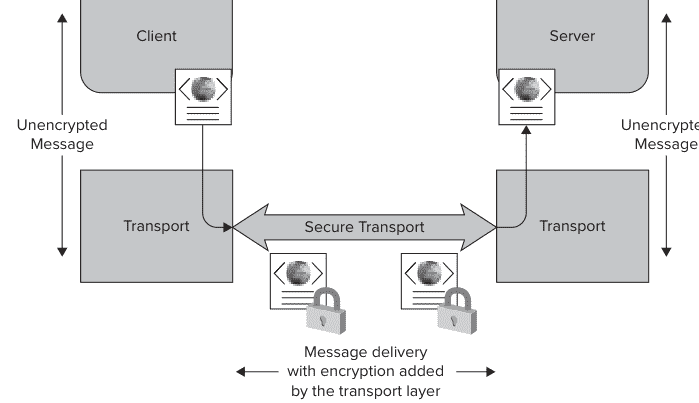 Client
Server
Unencrypted
Message
Unencrypte
Message
Transport
Secure Transport
Transport
Message delivery
with encryption added
by the transport layer